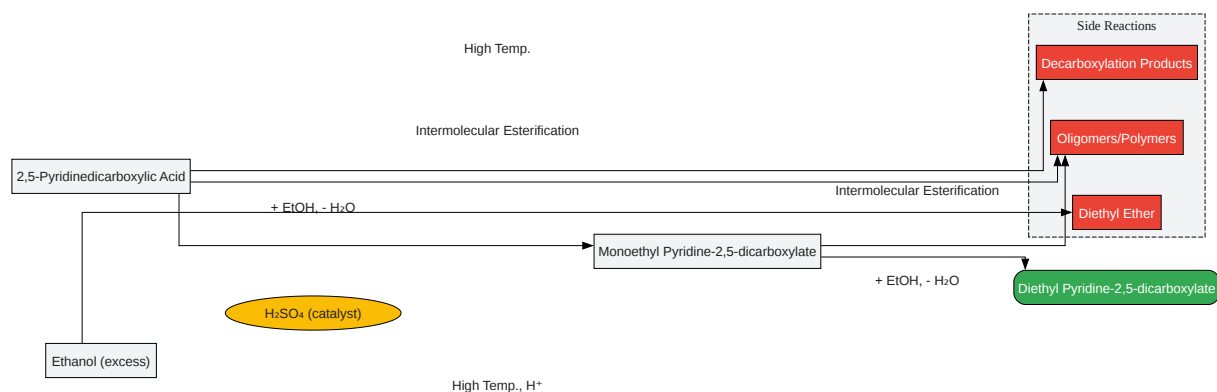 Side Reactions
High Temp.
Decarboxylation Products
Intermolecular Esterification
Oligomers/Polymers
2,5-Pyridinedicarboxylic Acid
Intermolecular Esterification
+ EtOH, - H₂O
Diethyl Ether
Monoethyl Pyridine-2,5-dicarboxylate
+ EtOH, - H₂O
Diethyl Pyridine-2,5-dicarboxylate
H₂SO₄ (catalyst)
Ethanol (excess)
High Temp., H⁺